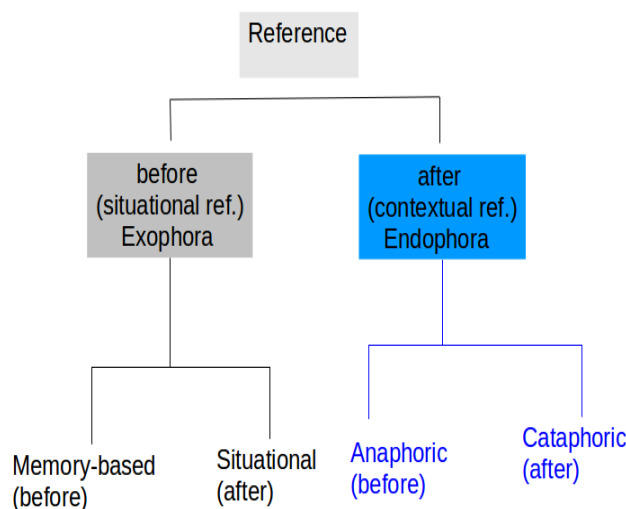 Reference
before
(situational ref.)
Exophora
after
(contextual ref.)
Endophora
Memory-based
(before)
Situational
(after)
Anaphoric
(before)
Cataphoric
(after)